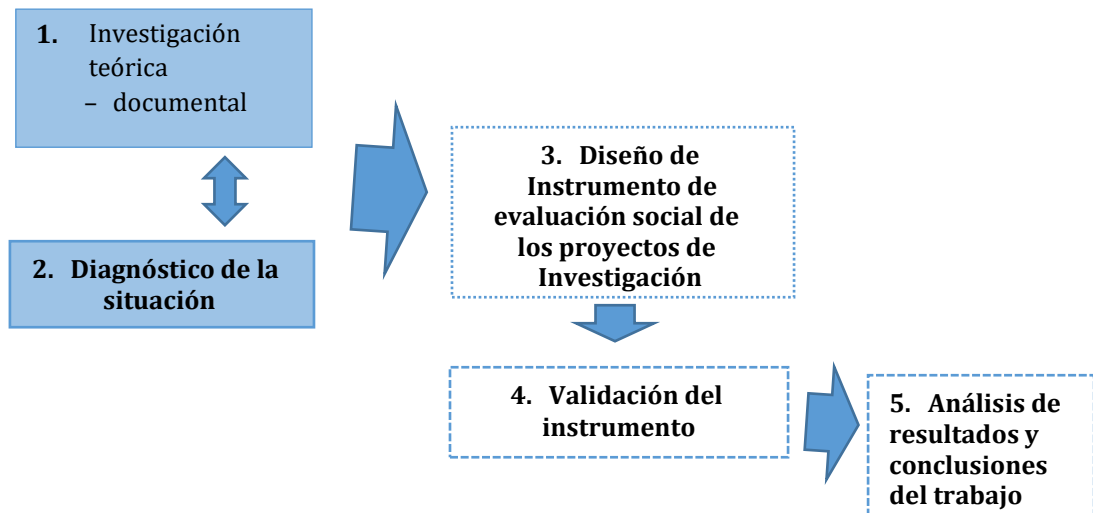 1. Investigación
teórica
– documental
2. Diagnóstico de la
situación
3. Diseño de
Instrumento de
evaluación social de
los proyectos de
Investigación
4. Validación del
instrumento
5. Análisis de
resultados y
conclusiones
del trabajo